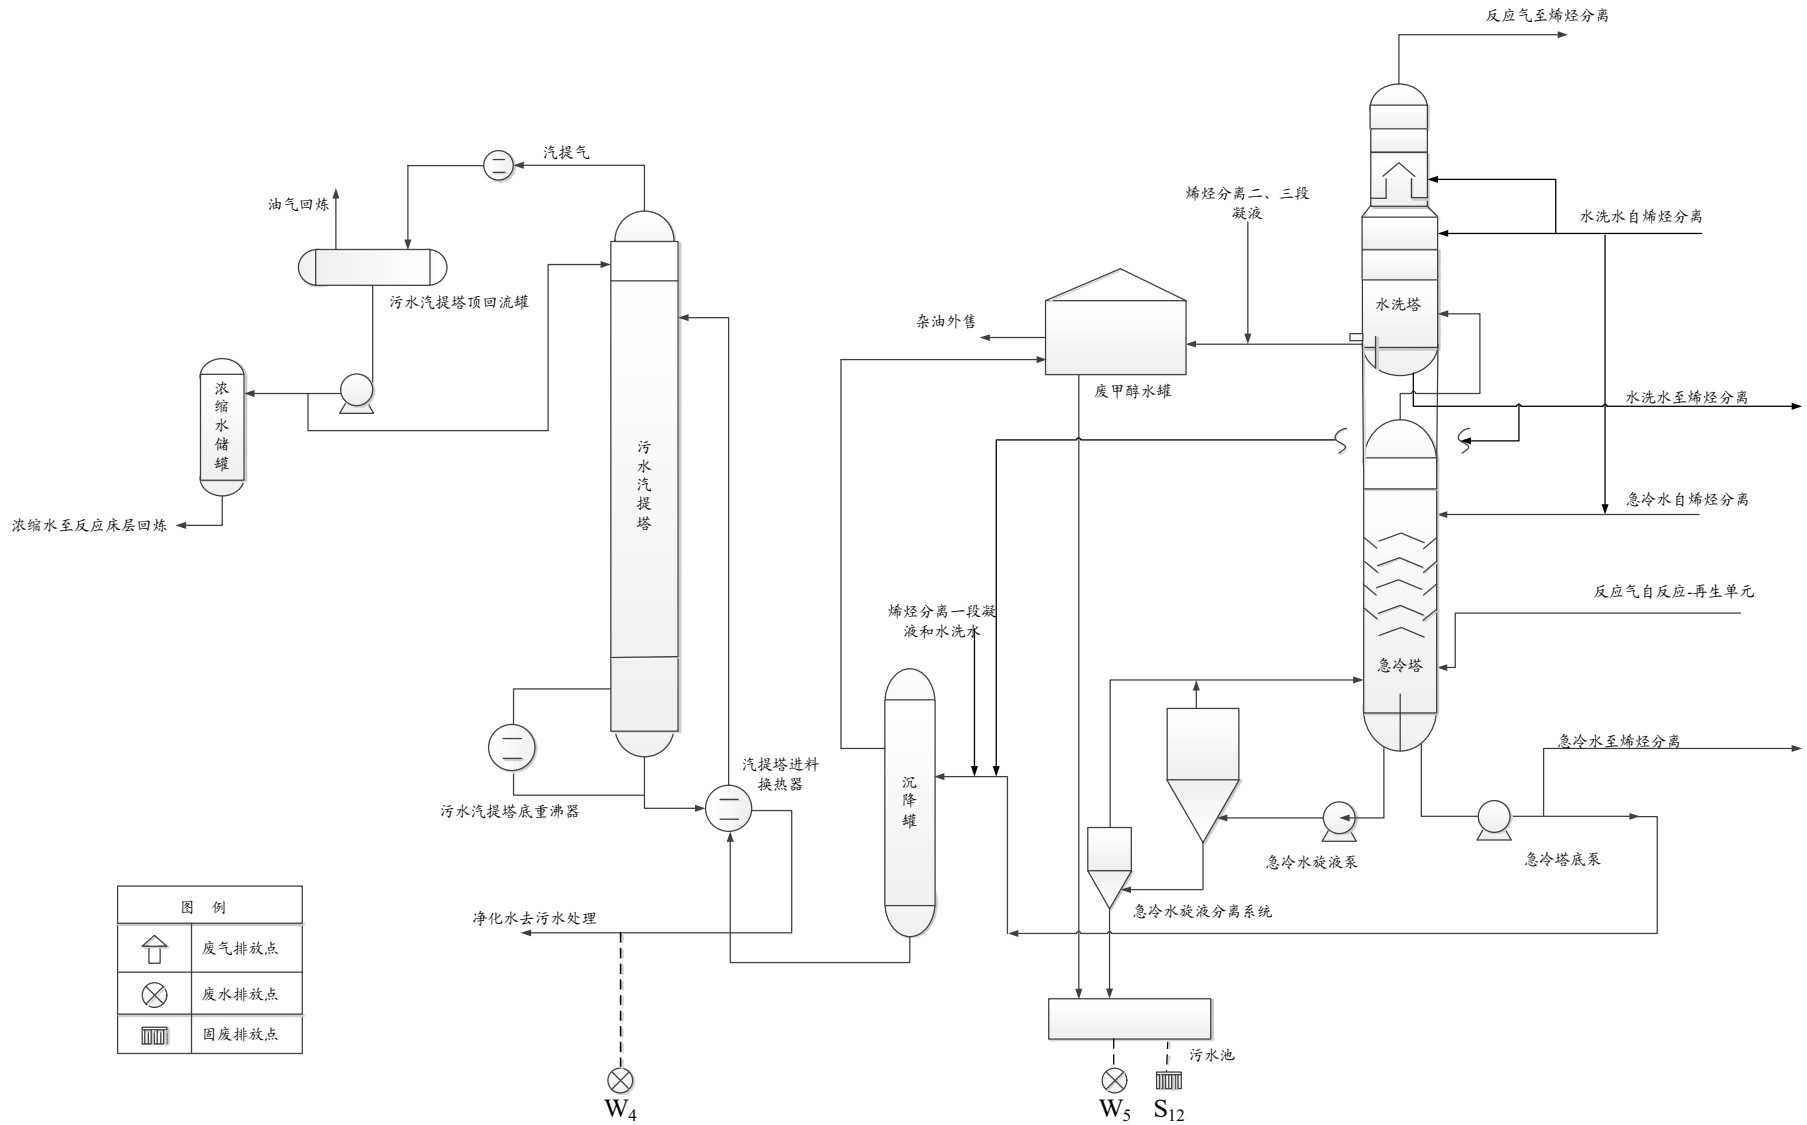 反应气至烯烃分离
汽提气
油气回炼
污水汽提塔顶回流罐
烯烃分离二、三段
凝液
水洗水自烯烃分离
水洗塔
杂油外售
废甲醇水罐
浓
缩
水
储
罐
水洗水至烯烃分离
污
水
汽
提
塔
急冷水自烯烃分离
浓缩水至反应床层回炼
反应气自反应-再生单元
烯烃分离一段凝
液和水洗水
急冷塔
急冷水至烯烃分离
汽提塔进料
换热器
沉
降
罐
污水汽提塔底重沸器
急冷水旋液泵
急冷塔底泵
急冷水旋液分离系统
净化水去污水处理
图 例
废气排放点
废水排放点
固废排放点
污水池
W4
W5
S12